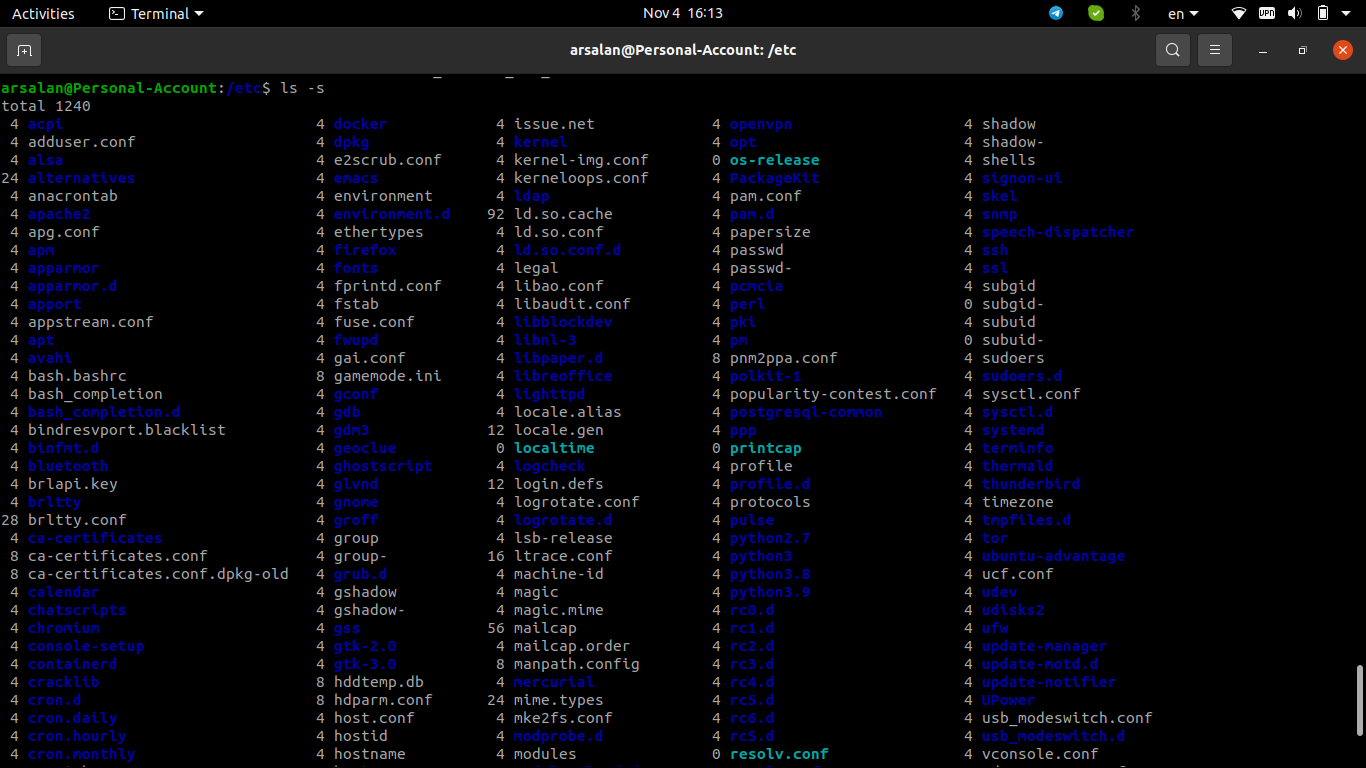 Activities Terminal Nov 4 16:13 en VPN
arsalan@Personal-Account: /etc
arsalan@Personal-Account:/etc$ ls -s
total 1240
4 acpi 4 docker 4 issue.net 4 openvpn 4 shadow
4 adduser.conf 4 dpkg 4 kernel 4 opt 4 shadow-
4 alsa 4 e2scrub.conf 4 kernel-img.conf 0 os-release 4 shells
24 alternatives 4 emacs 4 kerneloops.conf 4 PackageKit 4 signon-ui
4 anacrontab 4 environment 4 ldap 4 pam.conf 4 skel
4 apache2 4 environment.d 92 ld.so.cache 4 pam.d 4 snmp
4 apg.conf 4 ethertypes 4 ld.so.conf 4 papersize 4 speech-dispatcher
4 apm 4 firefox 4 ld.so.conf.d 4 passwd 4 ssh
4 apparmor 4 fonts 4 legal 4 passwd- 4 ssl
4 apparmor.d 4 fprintd.conf 4 libao.conf 4 pcmcia 4 subgid
4 apport 4 fstab 4 libaudit.conf 4 perl 0 subgid-
4 appstream.conf 4 fuse.conf 4 libblockdev 4 pki 4 subuid
4 apt 4 fwupd 4 libnl-3 4 pm 0 subuid-
4 avahi 4 gai.conf 4 libpaper.d 8 pnm2ppa.conf 4 sudoers
4 bash.bashrc 8 gamemode.ini 4 libreoffice 4 polkit-1 4 sudoers.d
4 bash_completion 4 gconf 4 lighttpd 4 popularity-contest.conf 4 sysctl.conf
4 bash_completion.d 4 gdb 4 locale.alias 4 postgresql-common 4 sysctl.d
4 bindresvport.blacklist 4 gdm3 12 locale.gen 4 ppp 4 systemd
4 binfmt.d 4 geoclue 0 localtime 0 printcap 4 terminfo
4 bluetooth 4 ghostscript 4 logcheck 4 profile 4 thermald
4 brlapi.key 4 glvnd 12 login.defs 4 profile.d 4 thunderbird
4 brltty 4 gnome 4 logrotate.conf 4 protocols 4 timezone
28 brltty.conf 4 groff 4 logrotate.d 4 pulse 4 tmpfiles.d
4 ca-certificates 4 group 4 lsb-release 4 python2.7 4 tor
8 ca-certificates.conf 4 group- 16 ltrace.conf 4 python3 4 ubuntu-advantage
8 ca-certificates.conf.dpkg-old 4 grub.d 4 machine-id 4 python3.8 4 ucf.conf
4 calendar 4 gshadow 4 magic 4 python3.9 4 udev
4 chatscripts 4 gshadow- 4 magic.mime 4 rc0.d 4 udisks2
4 chromium 4 gss 56 mailcap 4 rc1.d 4 ufw
4 console-setup 4 gtk-2.0 4 mailcap.order 4 rc2.d 4 update-manager
4 containerd 4 gtk-3.0 8 manpath.config 4 rc3.d 4 update-motd.d
4 cracklib 8 hddtemp.db 4 mercurial 4 rc4.d 4 update-notifier
4 cron.d 8 hdparm.conf 24 mime.types 4 rc5.d 4 UPower
4 cron.daily 4 host.conf 4 mke2fs.conf 4 rc6.d 4 usb_modeswitch.conf
4 cron.hourly 4 hostid 4 modprobe.d 4 rcS.d 4 usb_modeswitch.d
4 cron.monthly 4 hostname 4 modules 0 resolv.conf 4 vconsole.conf